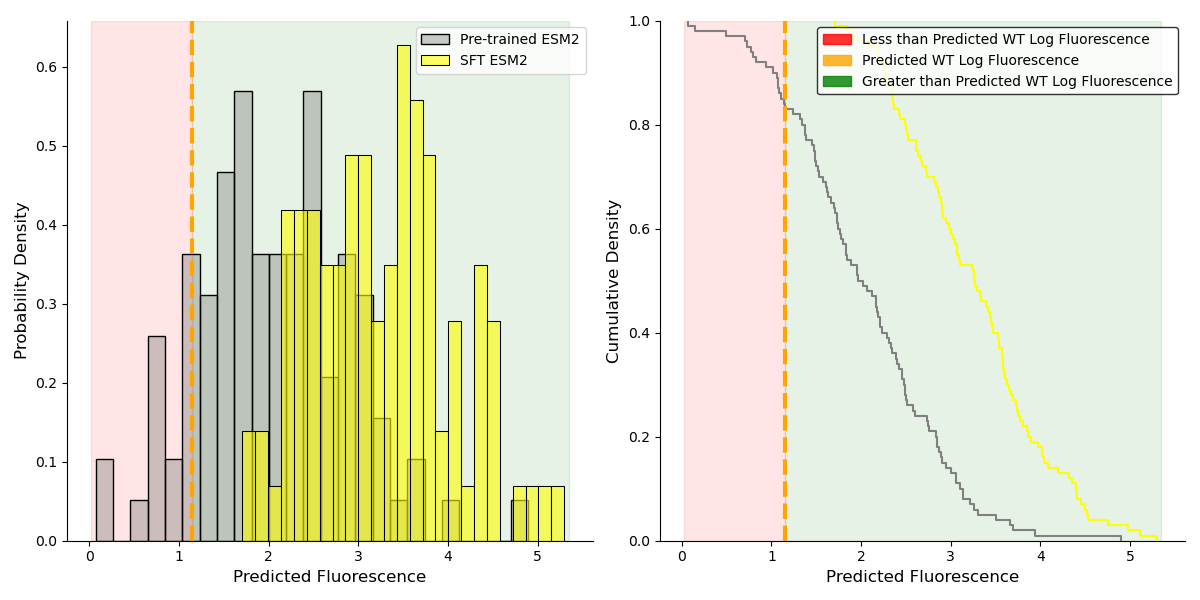 Pre-trained ESM2
SFT ESM2
0.6
0.5
0.4
0.3
0.2
0.1
0.0
Probability Density
0 1 2 3 4 5
Predicted Fluorescence
Less than Predicted WT Log Fluorescence
Predicted WT Log Fluorescence
Greater than Predicted WT Log Fluorescence
1.0
0.8
0.6
0.4
0.2
0.0
Cumulative Density
0 1 2 3 4 5
Predicted Fluorescence